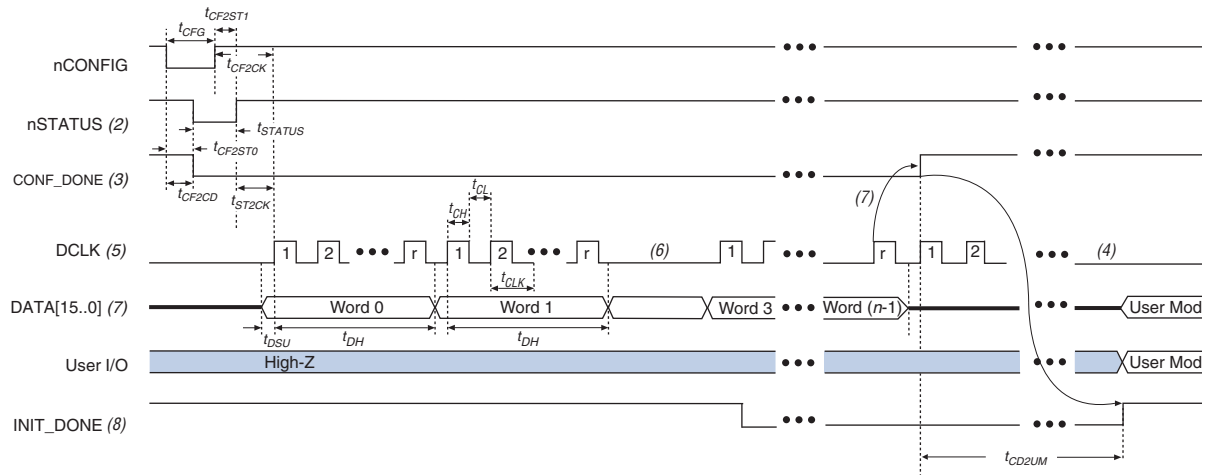 tCF2ST1
tCFG
nCONFIG
tCF2CK
nSTATUS (2)
tSTATUS
tCF2ST0
CONF_DONE (3)
tCF2CD
tST2CK
tCL
tCH
(7)
DCLK (5)
1 2 r 1 2 r (6) 1 r 1 2 (4)
tCLK
DATA[15..0] (7)
Word 0 Word 1 Word 3 Word (n-1) User Mod
tDSU
tDH
tDH
User I/O
High-Z
User Mod
INIT_DONE (8)
tCD2UM